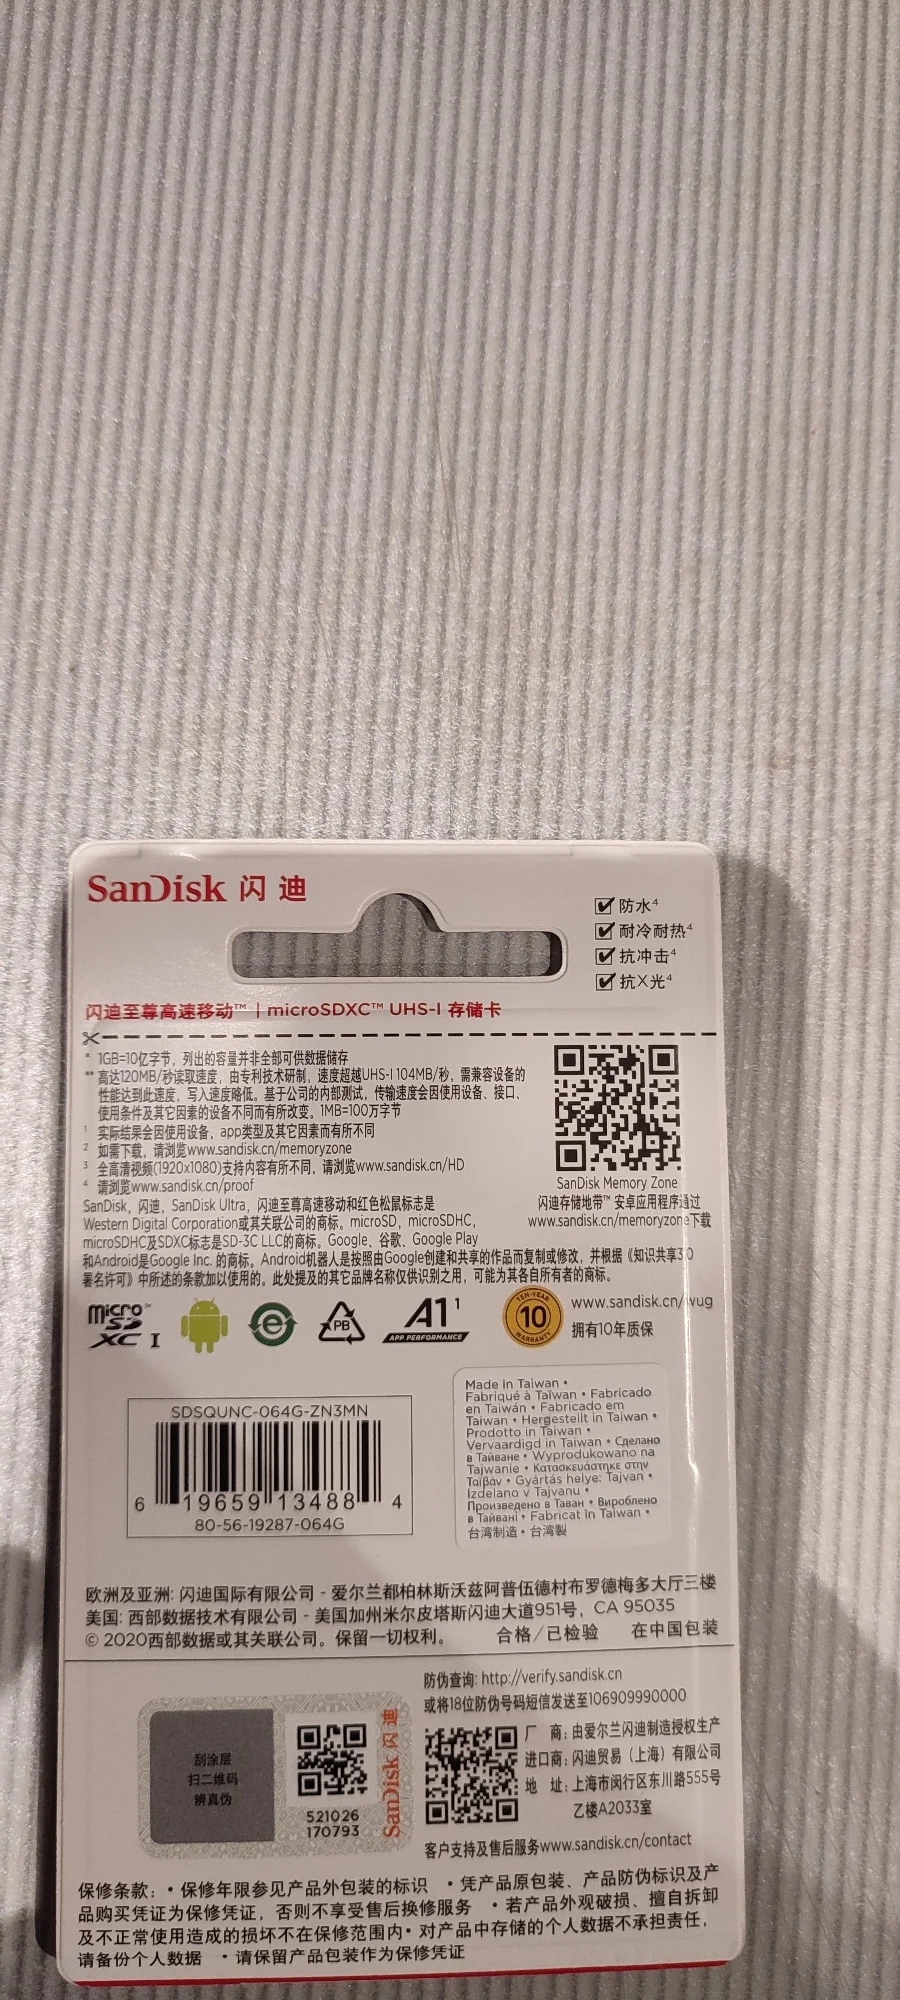 SanDisk 闪迪
防水⁴
耐冷耐热⁴
抗冲击⁴
抗X光⁴
闪迪至尊高速移动™ | microSDXC™ UHS-I 存储卡
* 1GB=10亿字节，列出的容量并非全部可供数据储存
** 高达120MB/秒读取速度，由专利技术研制，速度超越UHS-I 104MB/秒，需兼容设备的
性能达到此速度，写入速度略低。基于公司的内部测试，传输速度会因使用设备、接口、
使用条件及其它因素的设备不同而有所改变。1MB=100万字节
¹ 实际结果会因使用设备，app类型及其它因素而有所不同
² 如需下载，请浏览www.sandisk.cn/memoryzone
³ 全高清视频(1920x1080)支持内容有所不同，请浏览www.sandisk.cn/HD
⁴ 请浏览www.sandisk.cn/proof
SanDisk Memory Zone
闪迪存储地带™ 安卓应用程序通过
www.sandisk.cn/memoryzone下载
SanDisk，闪迪，SanDisk Ultra，闪迪至尊高速移动和红色松鼠标志是
Western Digital Corporation或其关联公司的商标。microSD，microSDHC，
microSDHC及SDXC标志是SD-3C LLC的商标。Google、谷歌、Google Play
和Android是Google Inc. 的商标。Android机器人是按照由Google创建和共享的作品而复制或修改，并根据《知识共享3.0
署名许可》中所述的条款加以使用的。此处提及的其它品牌名称仅供识别之用，可能为其各自所有者的商标。
micro SD XC I
PB
A1¹
APP PERFORMANCE
TEN-YEAR
10
WARRANTY
www.sandisk.cn/wug
拥有10年质保
SDSQUNC-064G-ZN3MN
6 19659 13488 4
80-56-19287-064G
Made in Taiwan •
Fabriqué à Taïwan • Fabricado
en Taiwán • Fabricado em
Taiwan • Hergestellt in Taiwan •
Prodotto in Taiwan •
Vervaardigd in Taiwan • Сделано
в Тайване • Wyprodukowano na
Tajwanie • Κατασκευάστηκε στην
Ταϊβάν • Gyártás helye: Tajvan •
Izdelano v Tajvanu •
Произведено в Таван • Вироблено
в Тайвані • Fabricat în Taiwan •
台湾制造 • 台灣製
欧洲及亚洲: 闪迪国际有限公司 - 爱尔兰都柏林斯沃兹阿普伍德村布罗德梅多大厅三楼
美国: 西部数据技术有限公司 - 美国加州米尔皮塔斯闪迪大道951号，CA 95035
© 2020西部数据或其关联公司。保留一切权利。 合格/已检验 在中国包装
防伪查询: http://verify.sandisk.cn
或将18位防伪号码短信发送至106909990000
刮涂层
扫二维码
辨真伪
521026
170793
SanDisk 闪迪
厂 商: 由爱尔兰闪迪制造授权生产
进口商: 闪迪贸易（上海）有限公司
地 址: 上海市闵行区东川路555号
乙楼A2033室
客户支持及售后服务www.sandisk.cn/contact
保修条款: • 保修年限参见产品外包装的标识 • 凭产品原包装、产品防伪标识及产
品购买凭证为保修凭证，否则不享受售后换修服务 • 若产品外观破损、擅自拆卸
及不正常使用造成的损坏不在保修范围内• 对产品中存储的个人数据不承担责任，
请备份个人数据 • 请保留产品包装作为保修凭证